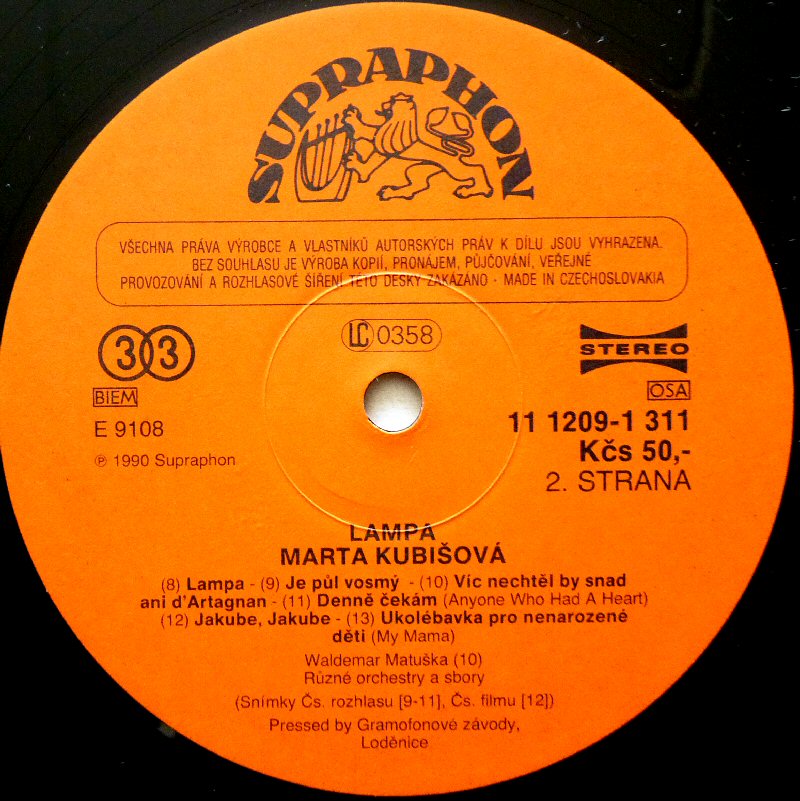 SUPRAPHON
VŠECHNA PRÁVA VÝROBCE A VLASTNÍKŮ AUTORSKÝCH PRÁV K DÍLU JSOU VYHRAZENA.
BEZ SOUHLASU JE VÝROBA KOPIÍ, PRONÁJEM, PŮJČOVÁNÍ, VEŘEJNÉ
PROVOZOVÁNÍ A ROZHLASOVÉ ŠÍŘENÍ TÉTO DESKY ZAKÁZÁNO · MADE IN CZECHOSLOVAKIA
33
LC 0358
STEREO
BIEM
OSA
E 9108
11 1209-1 311
Kčs 50,-
℗ 1990 Supraphon
2. STRANA
LAMPA
MARTA KUBIŠOVÁ
(8) Lampa - (9) Je půl vosmý - (10) Víc nechtěl by snad
ani d'Artagnan - (11) Denně čekám (Anyone Who Had A Heart)
(12) Jakube, Jakube - (13) Ukolébavka pro nenarozené
děti (My Mama)
Waldemar Matuška (10)
Různé orchestry a sbory
(Snímky Čs. rozhlasu [9-11], Čs. filmu [12])
Pressed by Gramofonové závody,
Loděnice